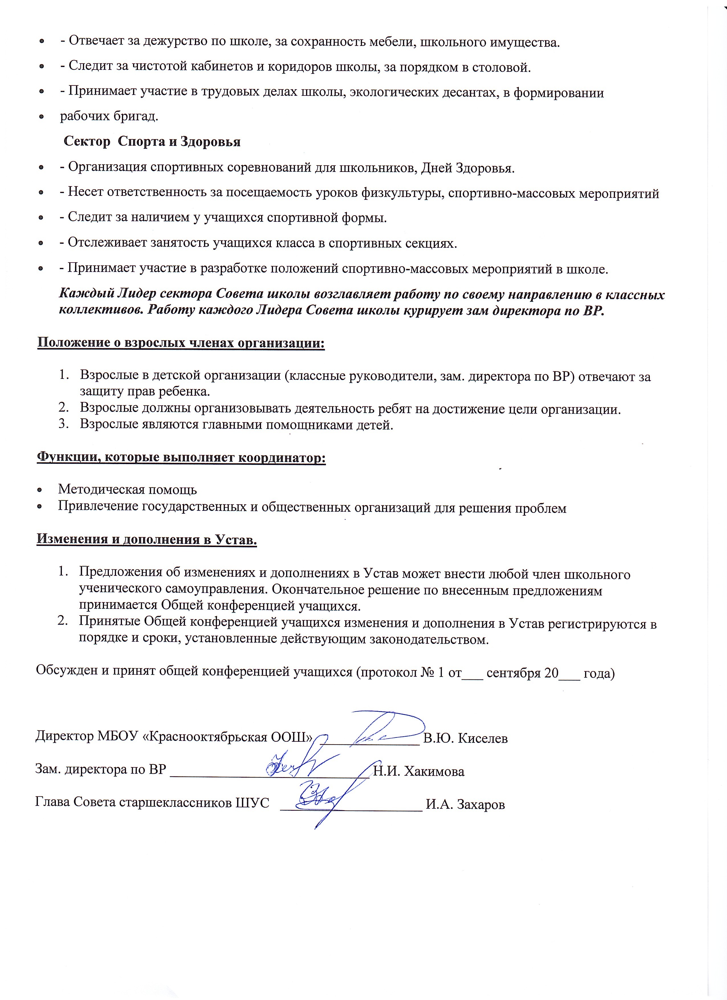 • - Отвечает за дежурство по школе, за сохранность мебели, школьного имущества.
• - Следит за чистотой кабинетов и коридоров школы, за порядком в столовой.
• - Принимает участие в трудовых делах школы, экологических десантах, в формировании
• рабочих бригад.
Сектор  Спорта и Здоровья
• - Организация спортивных соревнований для школьников, Дней Здоровья.
• - Несет ответственность за посещаемость уроков физкультуры, спортивно-массовых мероприятий
• - Следит за наличием у учащихся спортивной формы.
• - Отслеживает занятость учащихся класса в спортивных секциях.
• - Принимает участие в разработке положений спортивно-массовых мероприятий в школе.
Каждый Лидер сектора Совета школы возглавляет работу по своему направлению в классных
коллективов. Работу каждого Лидера Совета школы курирует зам директора по ВР.
Положение о взрослых членах организации:
1. Взрослые в детской организации (классные руководители, зам. директора по ВР) отвечают за
защиту прав ребенка.
2. Взрослые должны организовывать деятельность ребят на достижение цели организации.
3. Взрослые являются главными помощниками детей.
Функции, которые выполняет координатор:
• Методическая помощь
• Привлечение государственных и общественных организаций для решения проблем
Изменения и дополнения в Устав.
1. Предложения об изменениях и дополнениях в Устав может внести любой член школьного
ученического самоуправления. Окончательное решение по внесенным предложениям
принимается Общей конференцией учащихся.
2. Принятые Общей конференцией учащихся изменения и дополнения в Устав регистрируются в
порядке и сроки, установленные действующим законодательством.
Обсужден и принят общей конференцией учащихся (протокол № 1 от___ сентября 20___ года)
Директор МБОУ «Краснооктябрьская ООШ» ______________ В.Ю. Киселев
Зам. директора по ВР ____________________________ Н.И. Хакимова
Глава Совета старшеклассников ШУС ____________________ И.А. Захаров